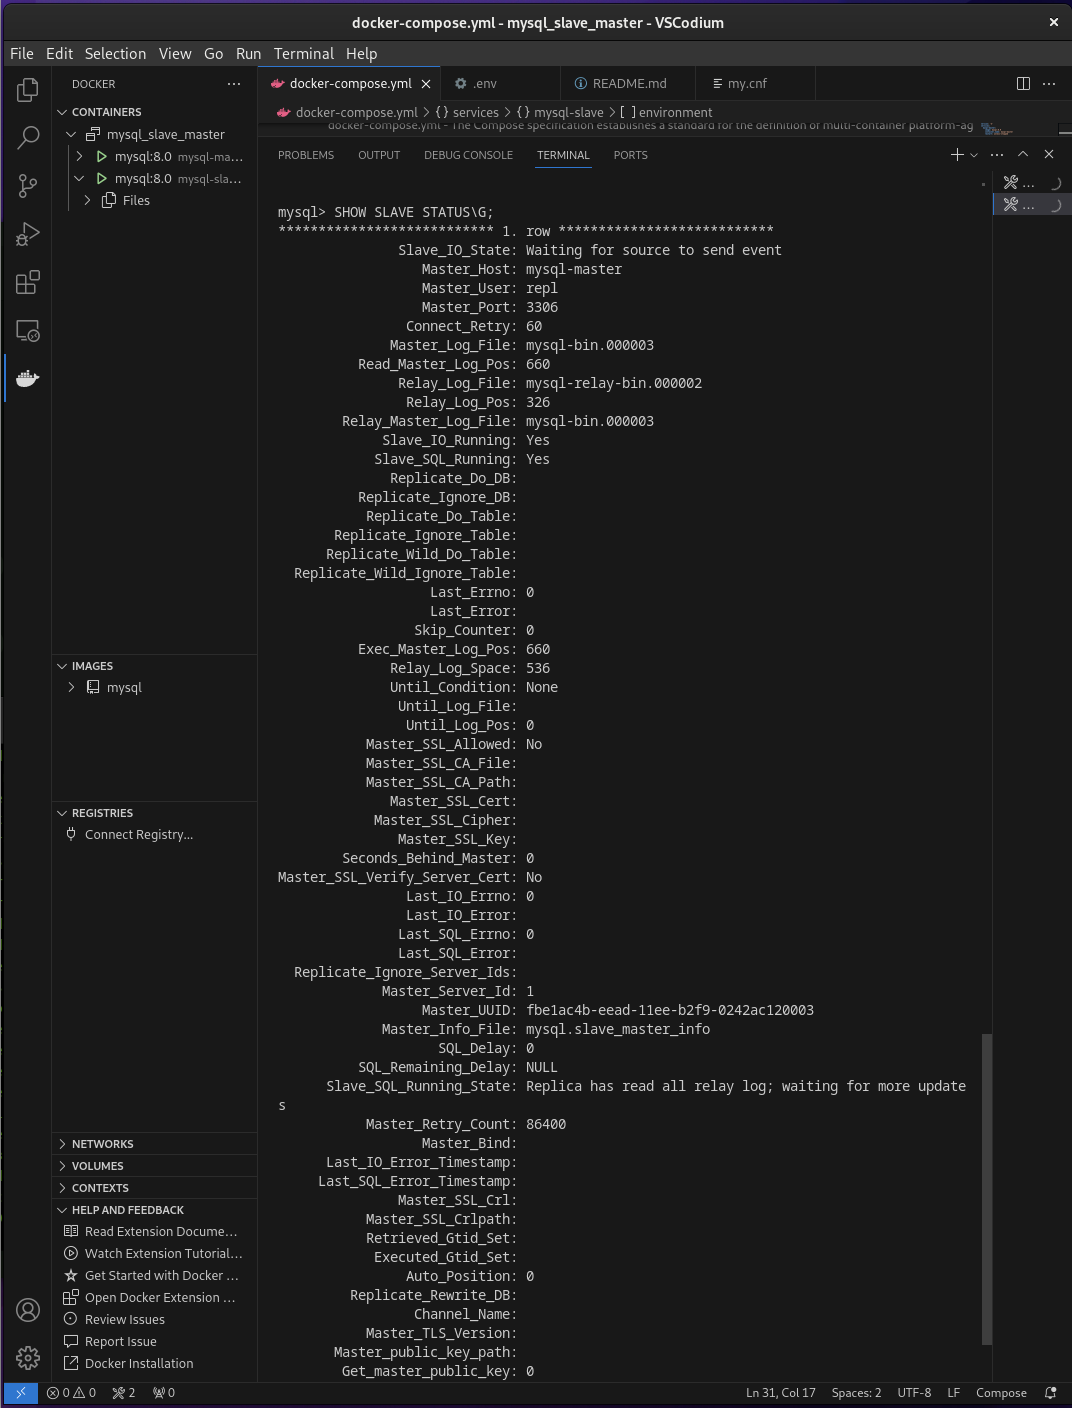 docker-compose.yml - mysql_slave_master - VSCodium
File Edit Selection View Go Run Terminal Help
DOCKER
docker-compose.yml
.env
README.md
my.cnf
docker-compose.yml > {} services > {} mysql-slave > [ ] environment
docker-compose.yml - The Compose specification establishes a standard for the definition of multi-container platform-ag
CONTAINERS
mysql_slave_master
mysql:8.0 mysql-ma...
mysql:8.0 mysql-sla...
Files
IMAGES
mysql
REGISTRIES
Connect Registry...
NETWORKS
VOLUMES
CONTEXTS
HELP AND FEEDBACK
Read Extension Docume...
Watch Extension Tutorial...
Get Started with Docker ...
Open Docker Extension ...
Review Issues
Report Issue
Docker Installation
PROBLEMS OUTPUT DEBUG CONSOLE TERMINAL PORTS
...
...
mysql> SHOW SLAVE STATUS\G;
*************************** 1. row ***************************
Slave_IO_State: Waiting for source to send event
Master_Host: mysql-master
Master_User: repl
Master_Port: 3306
Connect_Retry: 60
Master_Log_File: mysql-bin.000003
Read_Master_Log_Pos: 660
Relay_Log_File: mysql-relay-bin.000002
Relay_Log_Pos: 326
Relay_Master_Log_File: mysql-bin.000003
Slave_IO_Running: Yes
Slave_SQL_Running: Yes
Replicate_Do_DB:
Replicate_Ignore_DB:
Replicate_Do_Table:
Replicate_Ignore_Table:
Replicate_Wild_Do_Table:
Replicate_Wild_Ignore_Table:
Last_Errno: 0
Last_Error:
Skip_Counter: 0
Exec_Master_Log_Pos: 660
Relay_Log_Space: 536
Until_Condition: None
Until_Log_File:
Until_Log_Pos: 0
Master_SSL_Allowed: No
Master_SSL_CA_File:
Master_SSL_CA_Path:
Master_SSL_Cert:
Master_SSL_Cipher:
Master_SSL_Key:
Seconds_Behind_Master: 0
Master_SSL_Verify_Server_Cert: No
Last_IO_Errno: 0
Last_IO_Error:
Last_SQL_Errno: 0
Last_SQL_Error:
Replicate_Ignore_Server_Ids:
Master_Server_Id: 1
Master_UUID: fbe1ac4b-eead-11ee-b2f9-0242ac120003
Master_Info_File: mysql.slave_master_info
SQL_Delay: 0
SQL_Remaining_Delay: NULL
Slave_SQL_Running_State: Replica has read all relay log; waiting for more update
s
Master_Retry_Count: 86400
Master_Bind:
Last_IO_Error_Timestamp:
Last_SQL_Error_Timestamp:
Master_SSL_Crl:
Master_SSL_Crlpath:
Retrieved_Gtid_Set:
Executed_Gtid_Set:
Auto_Position: 0
Replicate_Rewrite_DB:
Channel_Name:
Master_TLS_Version:
Master_public_key_path:
Get_master_public_key: 0
0 0 2 0 Ln 31, Col 17 Spaces: 2 UTF-8 LF Compose